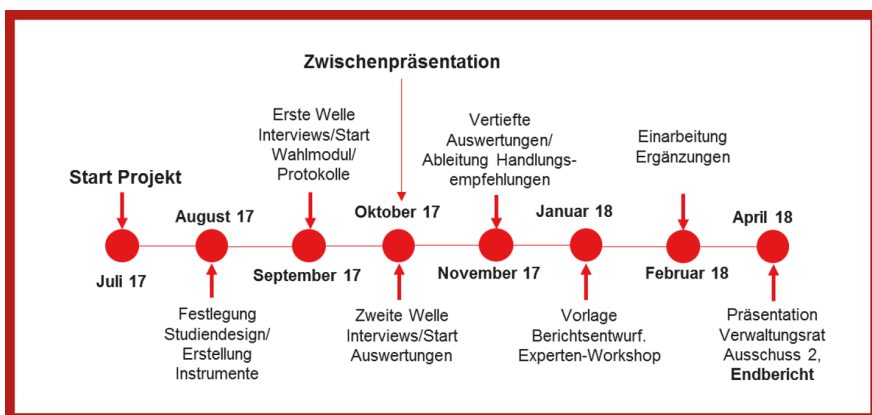 Zwischenpräsentation
Start Projekt
Juli 17
August 17
Festlegung
Studiendesign/
Erstellung
Instrumente
Erste Welle
Interviews/Start
Wahlmodul/
Protokolle
September 17
Oktober 17
Zweite Welle
Interviews/Start
Auswertungen
Vertiefte
Auswertungen/
Ableitung Handlungs-
empfehlungen
November 17
Januar 18
Vorlage
Berichtsentwurf.
Experten-Workshop
Einarbeitung
Ergänzungen
Februar 18
April 18
Präsentation
Verwaltungsrat
Ausschuss 2,
Endbericht